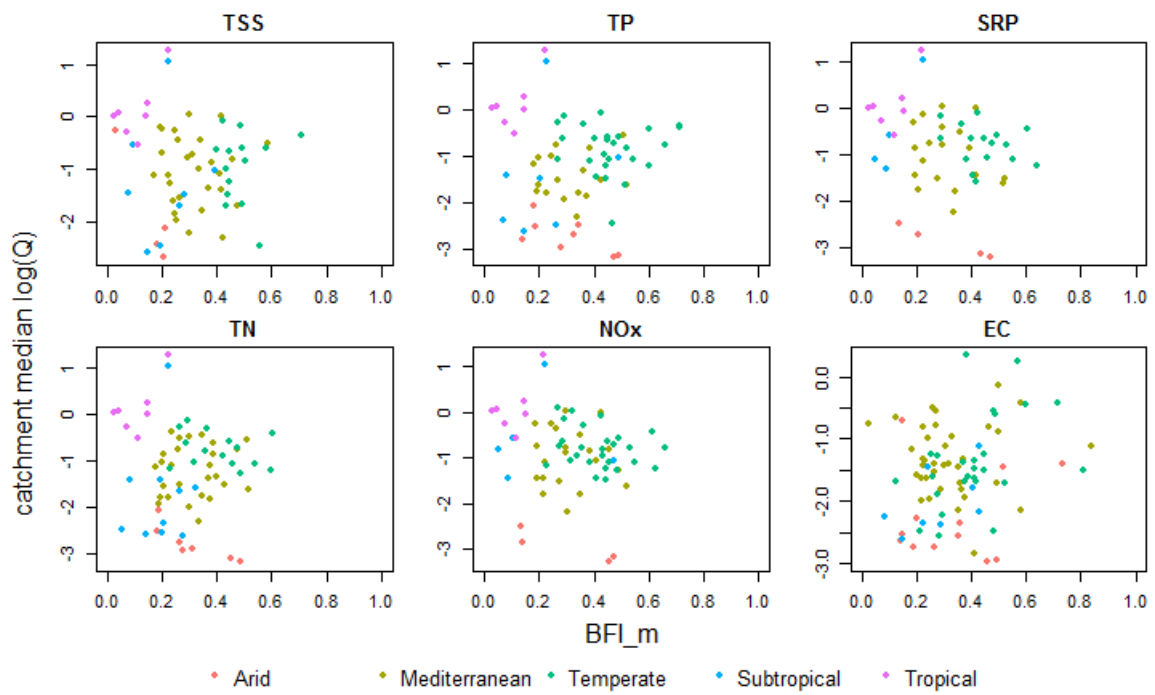 TSS TP SRP
1
0
-1
-2
0.0 0.2 0.4 0.6 0.8 1.0
1
0
-1
-2
-3
0.0 0.2 0.4 0.6 0.8 1.0
1
0
-1
-2
-3
0.0 0.2 0.4 0.6 0.8 1.0
catchment median log(Q)
TN NOx EC
1
0
-1
-2
-3
0.0 0.2 0.4 0.6 0.8 1.0
1
0
-1
-2
-3
0.0 0.2 0.4 0.6 0.8 1.0
0.0
-1.0
-2.0
-3.0
0.0 0.2 0.4 0.6 0.8 1.0
BFI_m
Arid Mediterranean Temperate Subtropical Tropical